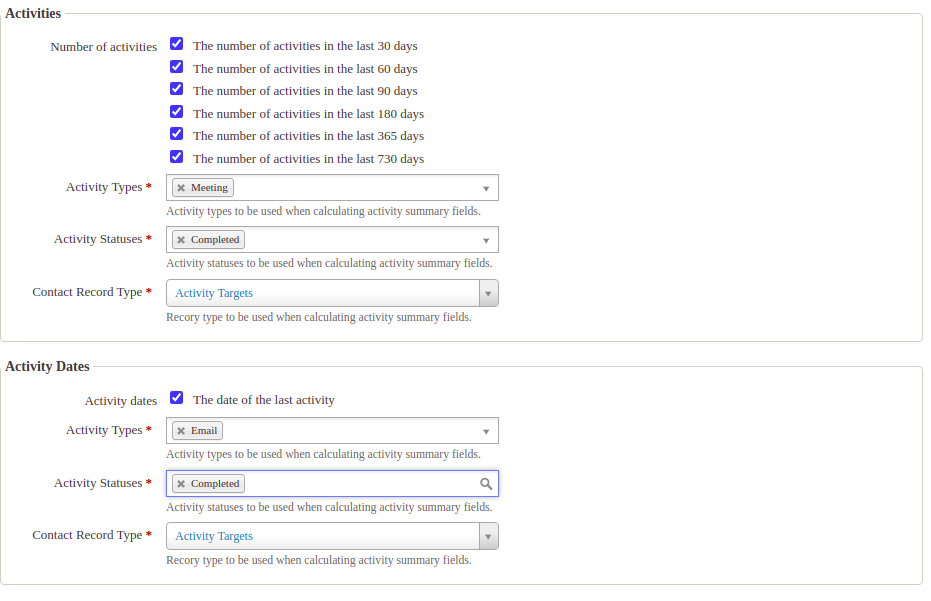 Activities
Number of activities
The number of activities in the last 30 days
The number of activities in the last 60 days
The number of activities in the last 90 days
The number of activities in the last 180 days
The number of activities in the last 365 days
The number of activities in the last 730 days
Activity Types * Meeting
Activity types to be used when calculating activity summary fields.
Activity Statuses * Completed
Activity statuses to be used when calculating activity summary fields.
Contact Record Type * Activity Targets
Recory type to be used when calculating activity summary fields.
Activity Dates
Activity dates The date of the last activity
Activity Types * Email
Activity types to be used when calculating activity summary fields.
Activity Statuses * Completed
Activity statuses to be used when calculating activity summary fields.
Contact Record Type * Activity Targets
Recory type to be used when calculating activity summary fields.